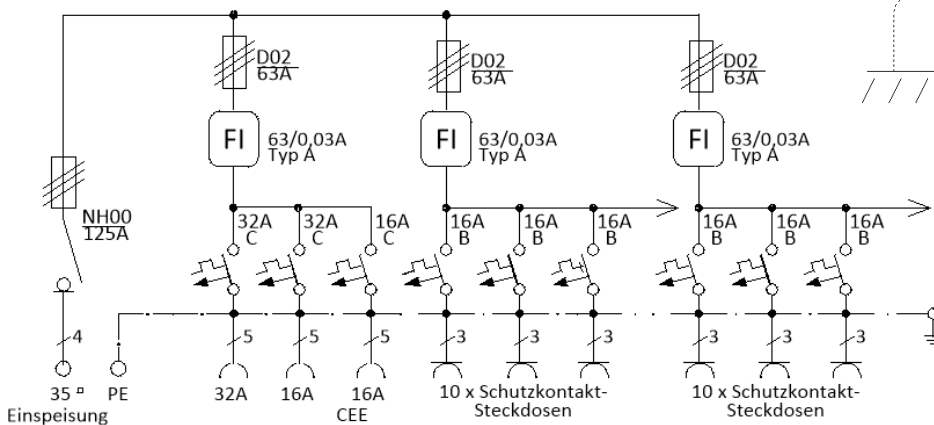 D02
63A
D02
63A
D02
63A
FI
63/0,03A
Typ A
FI
63/0,03A
Typ A
FI
63/0,03A
Typ A
NH00
125A
32A
C
32A
C
16A
C
16A
B
16A
B
16A
B
16A
B
16A
B
16A
B
4
5
5
5
3
3
3
3
3
3
35 ¤
PE
32A
16A
16A
10 x Schutzkontakt-
Steckdosen
10 x Schutzkontakt-
Steckdosen
Einspeisung
CEE